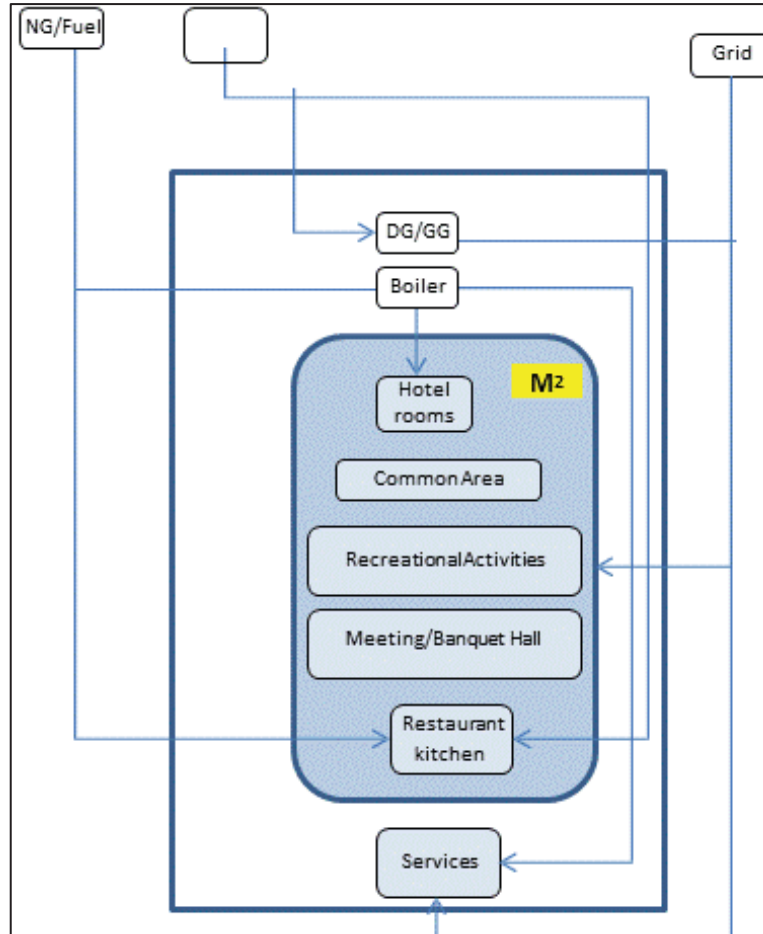 NG/Fuel
Grid
DG/GG
Boiler
M²
Hotel
rooms
Common Area
RecreationalActivities
Meeting/Banquet Hall
Restaurant
kitchen
Services